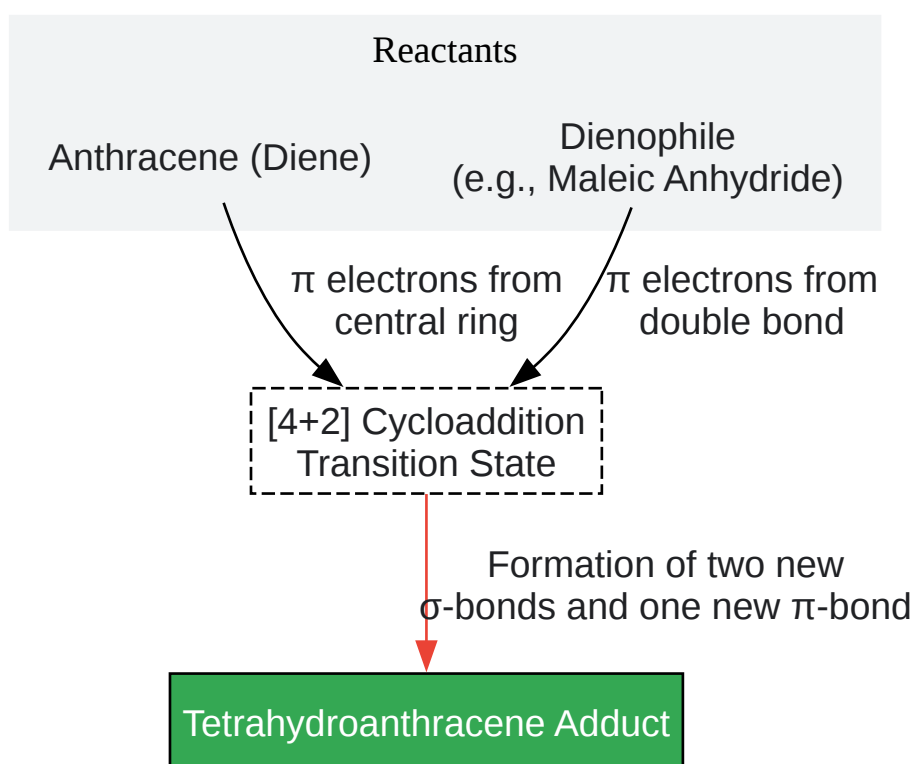 Reactants
Anthracene (Diene)
Dienophile
(e.g., Maleic Anhydride)
π electrons from
central ring
π electrons from
double bond
[4+2] Cycloaddition
Transition State
Formation of two new
σ-bonds and one new π-bond
Tetrahydroanthracene Adduct